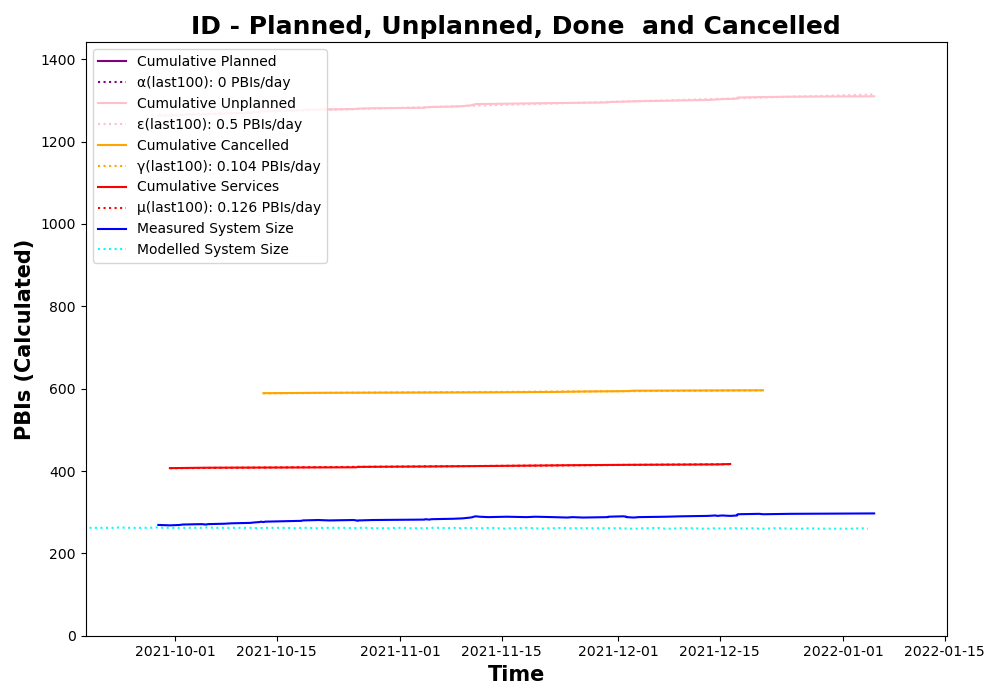 ID - Planned, Unplanned, Done  and Cancelled
PBIs (Calculated)
1400
1200
1000
800
600
400
200
0
Cumulative Planned
α(last100): 0 PBIs/day
Cumulative Unplanned
ε(last100): 0.5 PBIs/day
Cumulative Cancelled
γ(last100): 0.104 PBIs/day
Cumulative Services
μ(last100): 0.126 PBIs/day
Measured System Size
Modelled System Size
2021-10-01 2021-10-15 2021-11-01 2021-11-15 2021-12-01 2021-12-15 2022-01-01 2022-01-15
Time